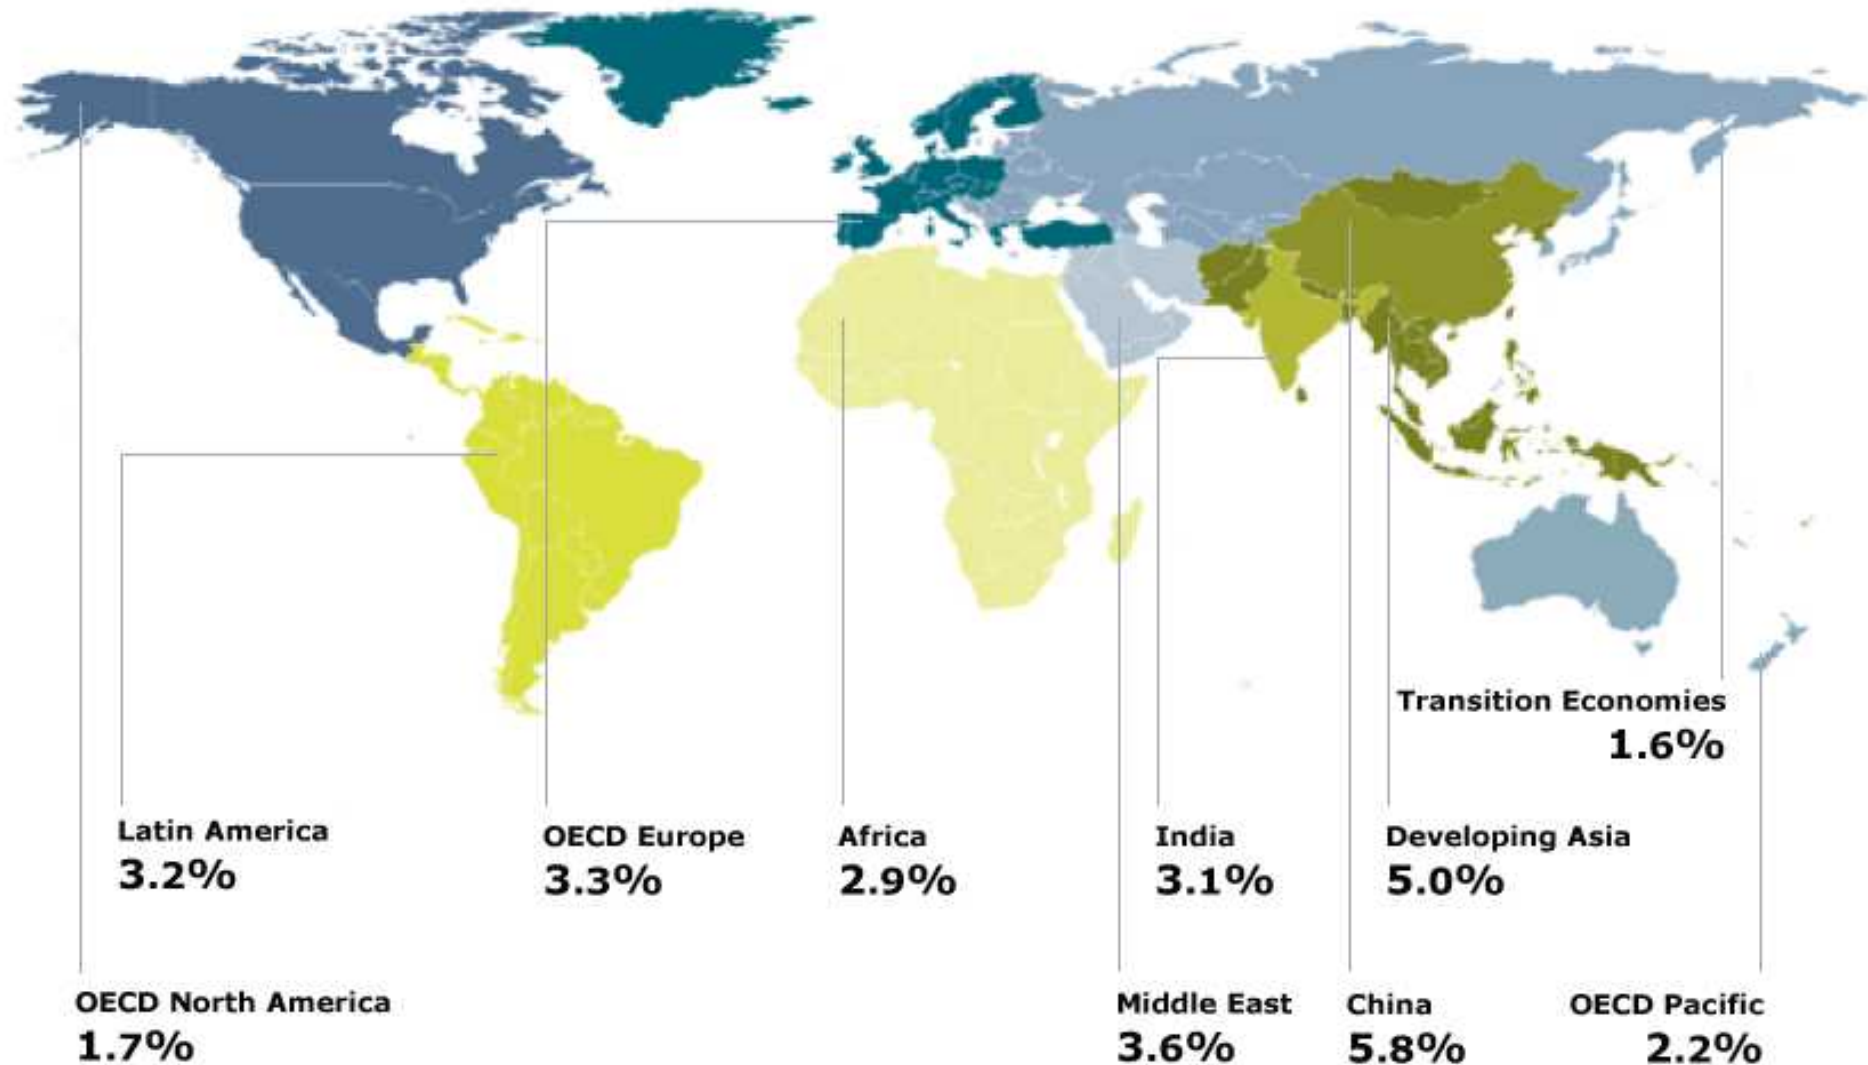 Transition Economies
1.6%
Latin America
3.2%
OECD Europe
3.3%
Africa
2.9%
India
3.1%
Developing Asia
5.0%
OECD North America
1.7%
Middle East
3.6%
China
5.8%
OECD Pacific
2.2%